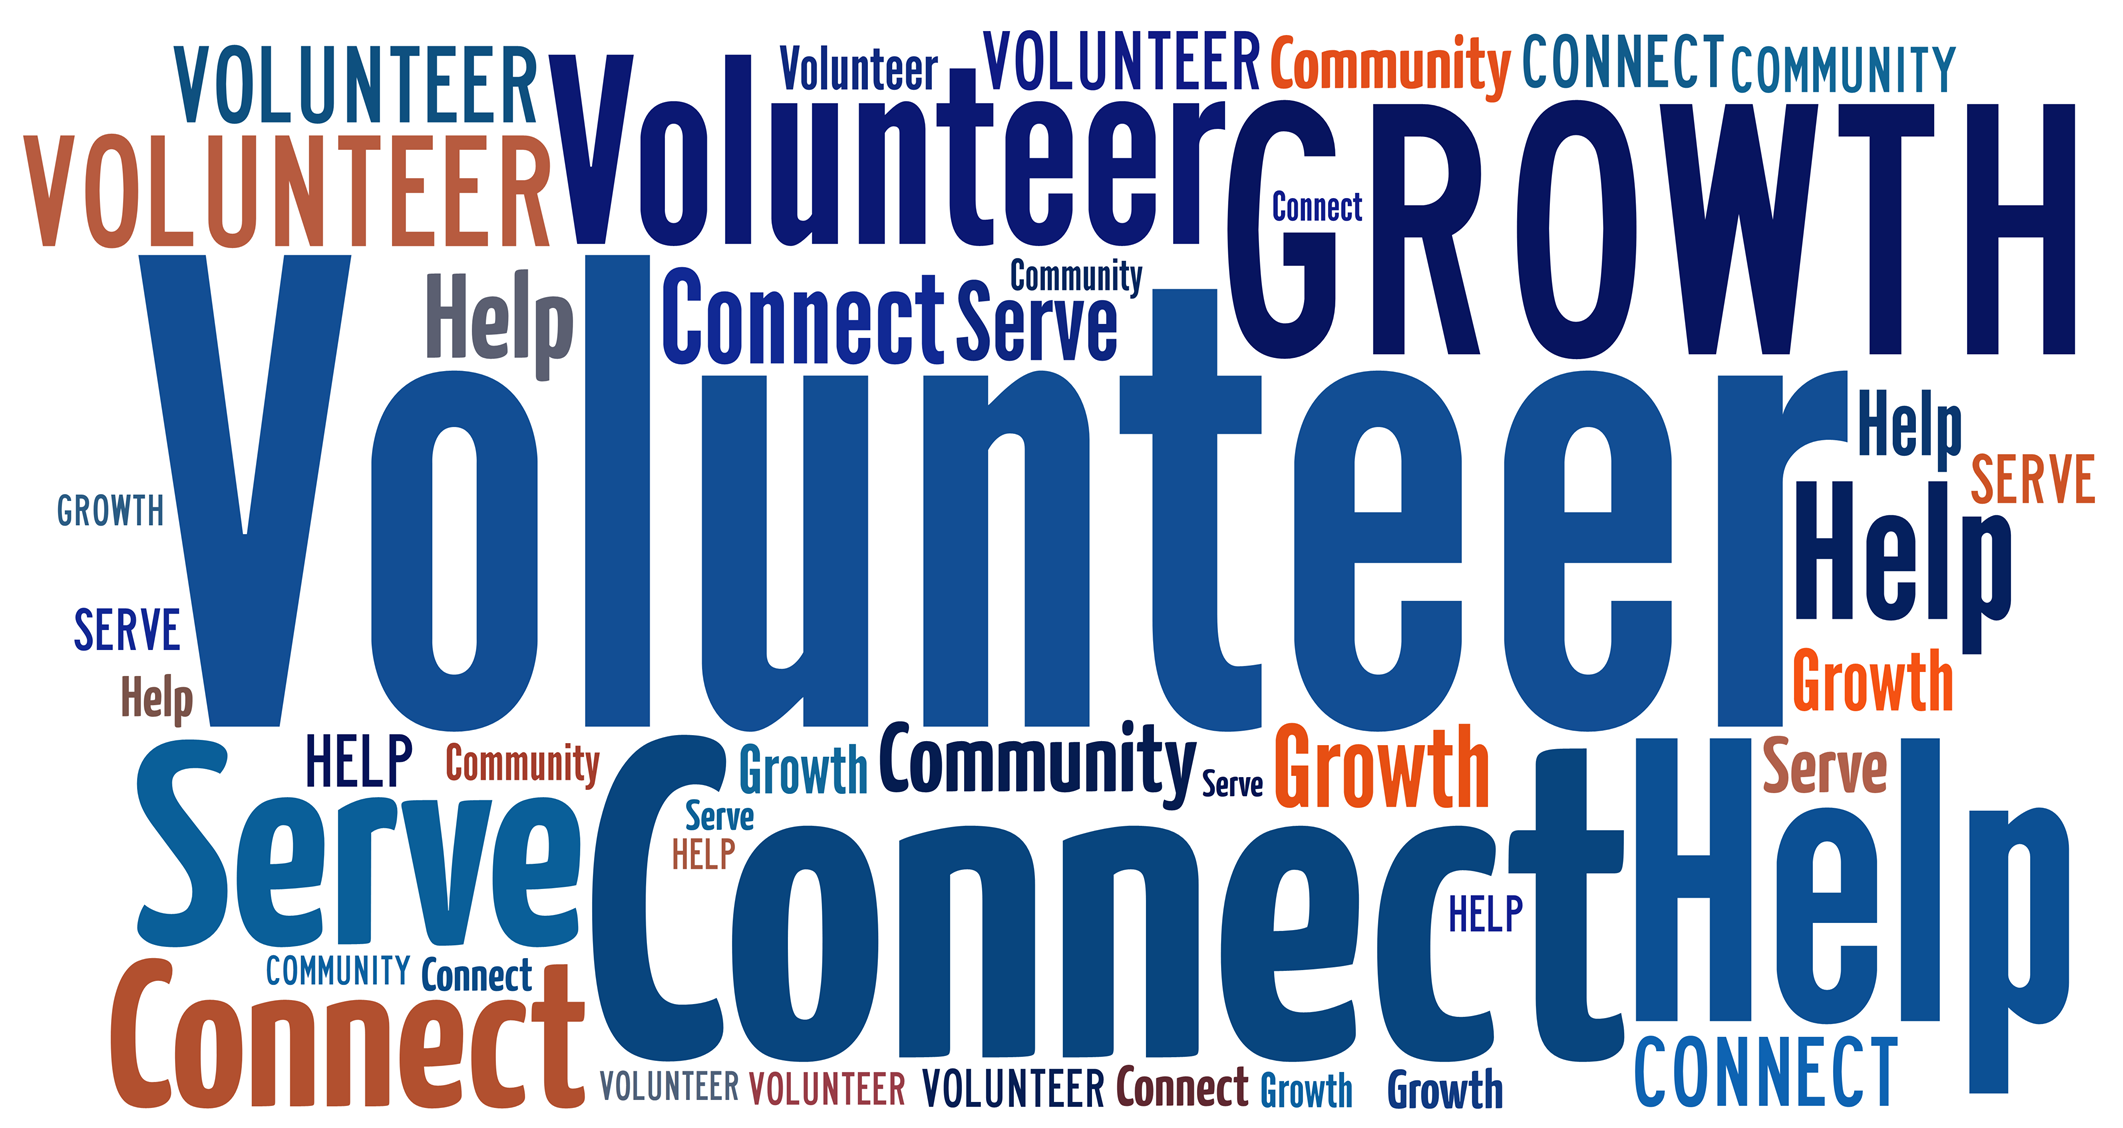 VOLUNTEER
Volunteer
Volunteer
VOLUNTEER
Community
CONNECT
COMMUNITY
VOLUNTEER
GROWTH
Connect
Help
Connect
Serve
Community
Volunteer
Help
SERVE
GROWTH
Help
SERVE
Help
Growth
HELP
Community
Growth
Community
Serve
Growth
Serve
Serve
Connect
Serve
HELP
HELP
Help
COMMUNITY
Connect
Connect
CONNECT
VOLUNTEER
VOLUNTEER
VOLUNTEER
Connect
Growth
Growth